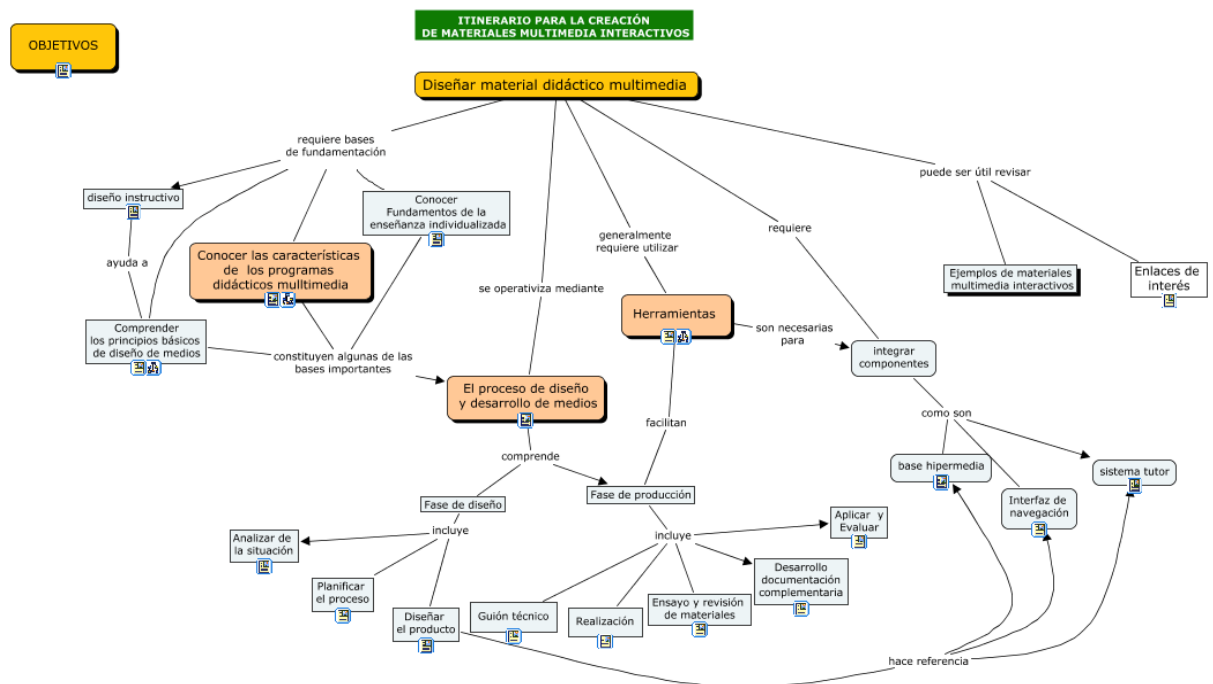 ITINERARIO PARA LA CREACIÓN
DE MATERIALES MULTIMEDIA INTERACTIVOS
OBJETIVOS
Diseñar material didáctico multimedia
requiere bases
de fundamentación
puede ser útil revisar
diseño instructivo
Conocer
Fundamentos de la
enseñanza individualizada
requiere
generalmente
requiere utilizar
ayuda a
Conocer las características
de los programas
didácticos mulltimedia
se operativiza mediante
Ejemplos de materiales
multimedia interactivos
Enlaces de
interés
Herramientas
son necesarias
para
Comprender
los principios básicos
de diseño de medios
constituyen algunas de las
bases importantes
integrar
componentes
El proceso de diseño
y desarrollo de medios
facilitan
como son
comprende
base hipermedia
sistema tutor
Fase de diseño
Fase de producción
Interfaz de
navegación
incluye
incluye
Aplicar y
Evaluar
Analizar de
la situación
Planificar
el proceso
Diseñar
el producto
Guión técnico
Realización
Ensayo y revisión
de materiales
Desarrollo
documentación
complementaria
hace referencia